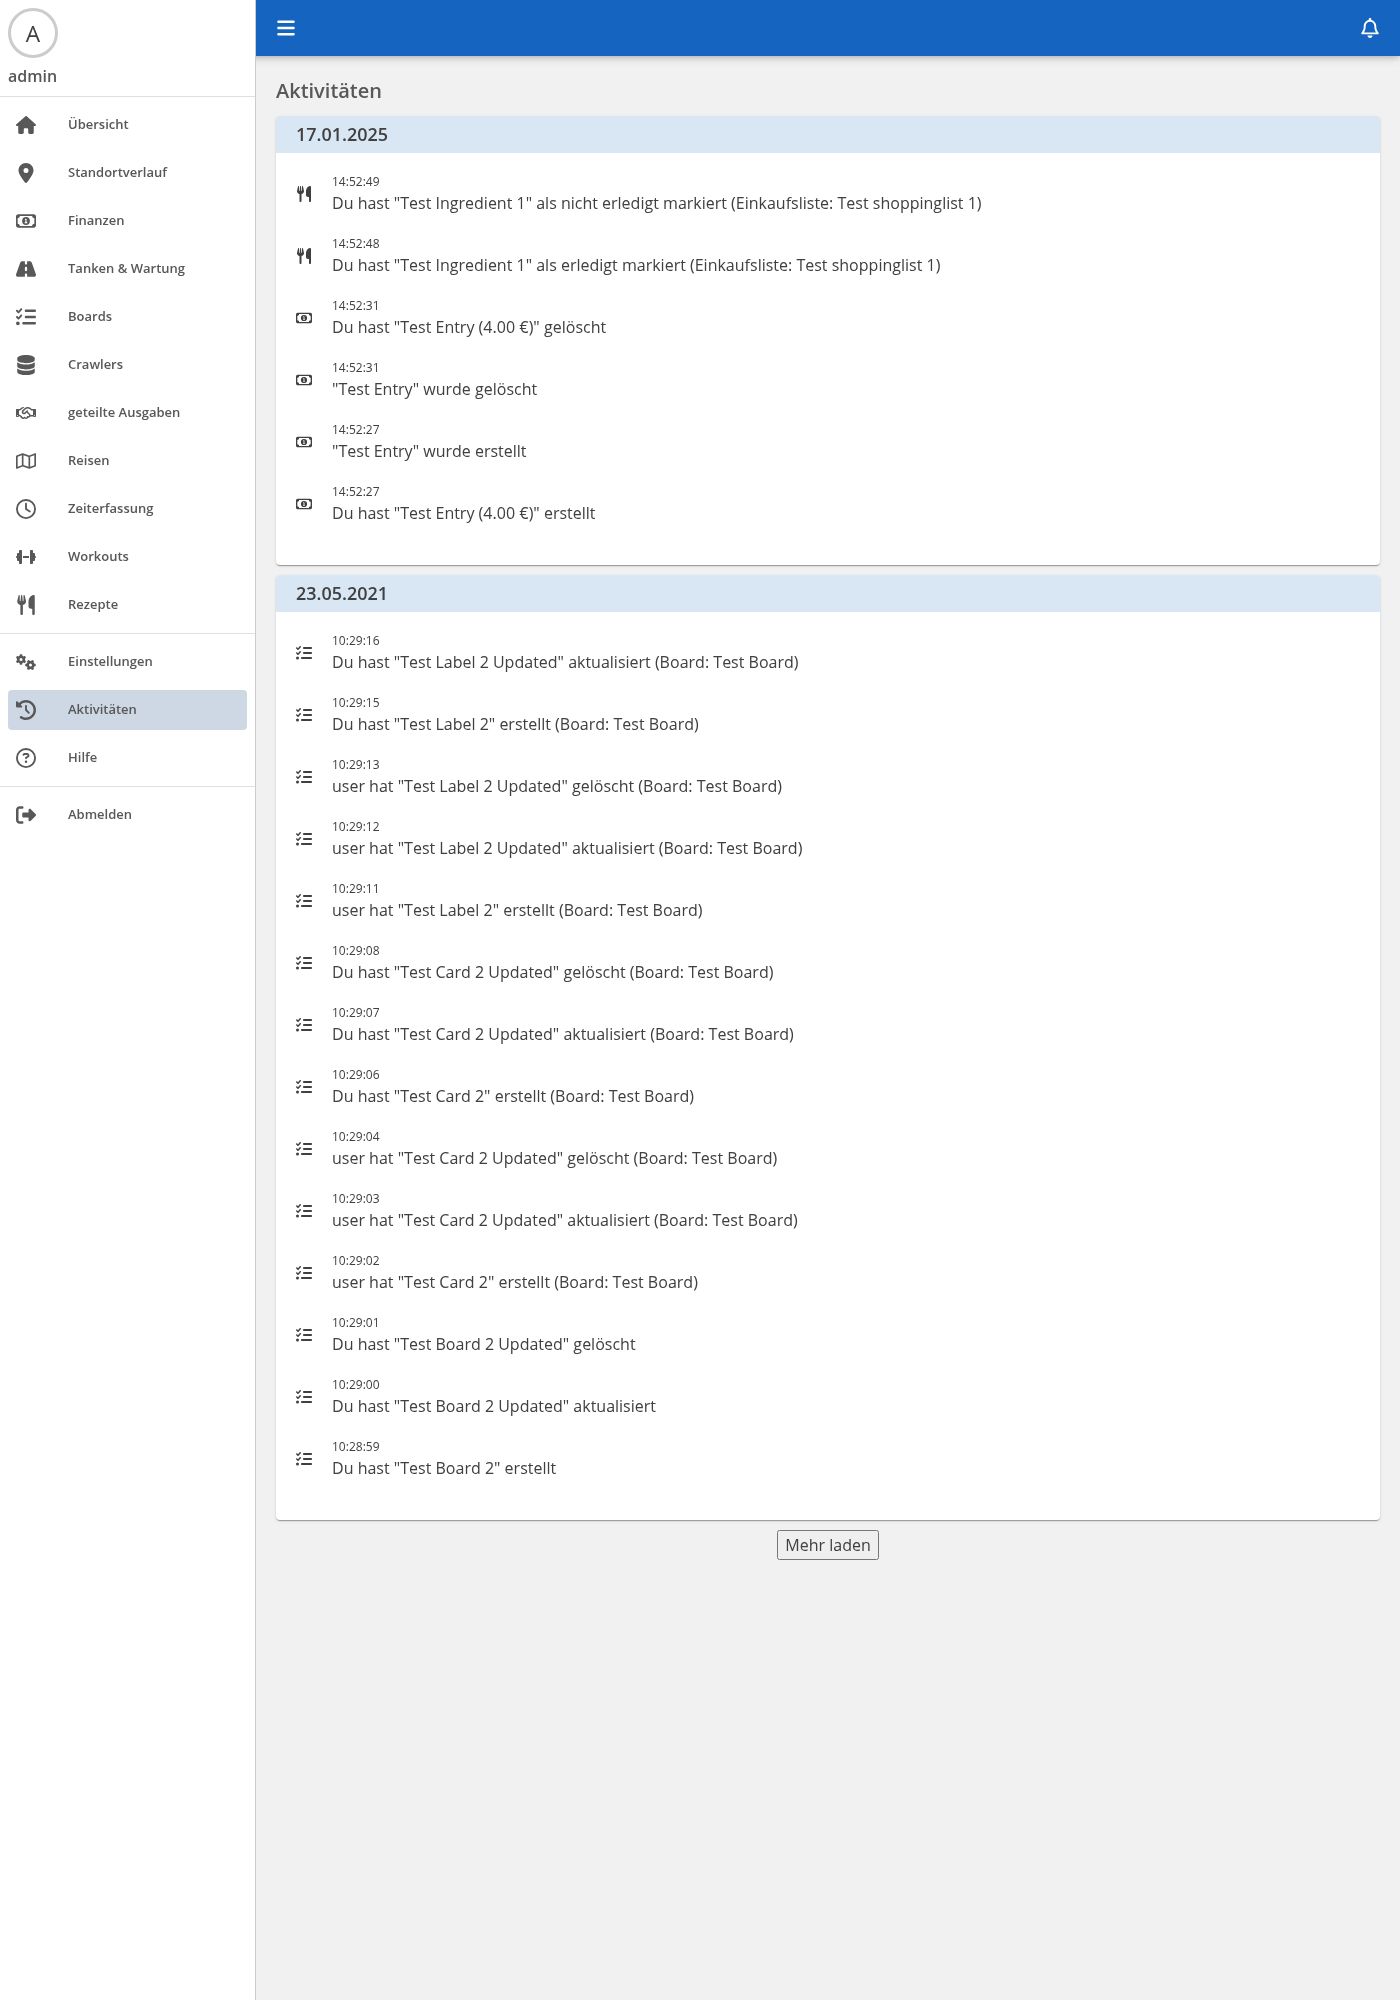 A
admin
Übersicht
Standortverlauf
Finanzen
Tanken & Wartung
Boards
Crawlers
geteilte Ausgaben
Reisen
Zeiterfassung
Workouts
Rezepte
Einstellungen
Aktivitäten
Hilfe
Abmelden
Aktivitäten
17.01.2025
14:52:49
Du hast "Test Ingredient 1" als nicht erledigt markiert (Einkaufsliste: Test shoppinglist 1)
14:52:48
Du hast "Test Ingredient 1" als erledigt markiert (Einkaufsliste: Test shoppinglist 1)
14:52:31
Du hast "Test Entry (4.00 €)" gelöscht
14:52:31
"Test Entry" wurde gelöscht
14:52:27
"Test Entry" wurde erstellt
14:52:27
Du hast "Test Entry (4.00 €)" erstellt
23.05.2021
10:29:16
Du hast "Test Label 2 Updated" aktualisiert (Board: Test Board)
10:29:15
Du hast "Test Label 2" erstellt (Board: Test Board)
10:29:13
user hat "Test Label 2 Updated" gelöscht (Board: Test Board)
10:29:12
user hat "Test Label 2 Updated" aktualisiert (Board: Test Board)
10:29:11
user hat "Test Label 2" erstellt (Board: Test Board)
10:29:08
Du hast "Test Card 2 Updated" gelöscht (Board: Test Board)
10:29:07
Du hast "Test Card 2 Updated" aktualisiert (Board: Test Board)
10:29:06
Du hast "Test Card 2" erstellt (Board: Test Board)
10:29:04
user hat "Test Card 2 Updated" gelöscht (Board: Test Board)
10:29:03
user hat "Test Card 2 Updated" aktualisiert (Board: Test Board)
10:29:02
user hat "Test Card 2" erstellt (Board: Test Board)
10:29:01
Du hast "Test Board 2 Updated" gelöscht
10:29:00
Du hast "Test Board 2 Updated" aktualisiert
10:28:59
Du hast "Test Board 2" erstellt
Mehr laden